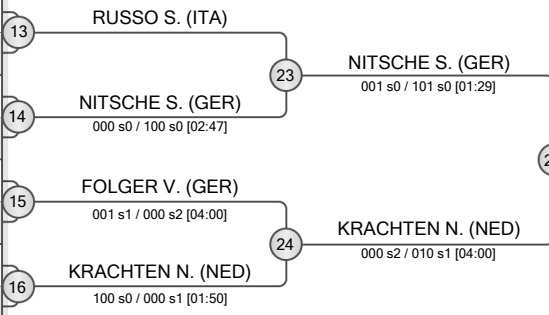 13
RUSSO S. (ITA)
23
NITSCHE S. (GER)
001 s0 / 101 s0 [01:29]
14
NITSCHE S. (GER)
000 s0 / 100 s0 [02:47]
15
FOLGER V. (GER)
001 s1 / 000 s2 [04:00]
24
KRACHTEN N. (NED)
000 s2 / 010 s1 [04:00]
16
KRACHTEN N. (NED)
100 s0 / 000 s1 [01:50]